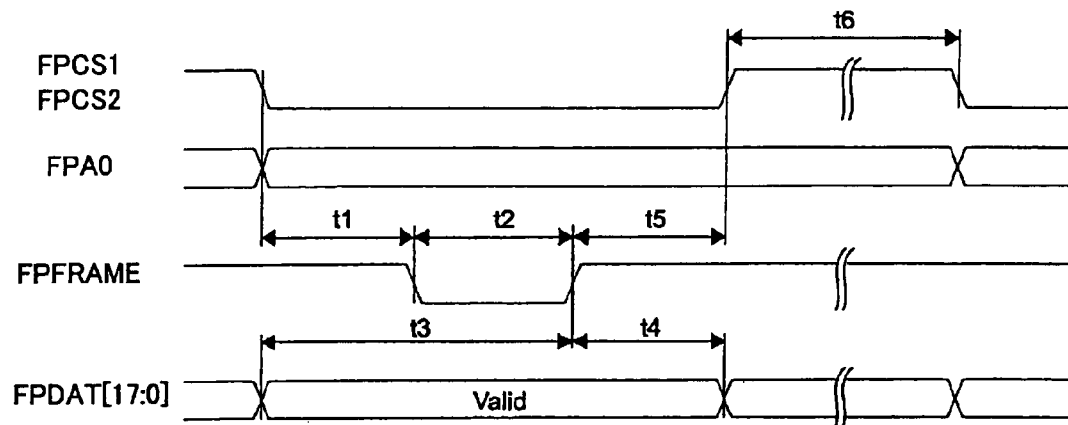 t6
FPCS1
FPCS2
FPA0
t1 t2 t5
FPFRAME
t3 t4
FPDAT[17:0] Valid